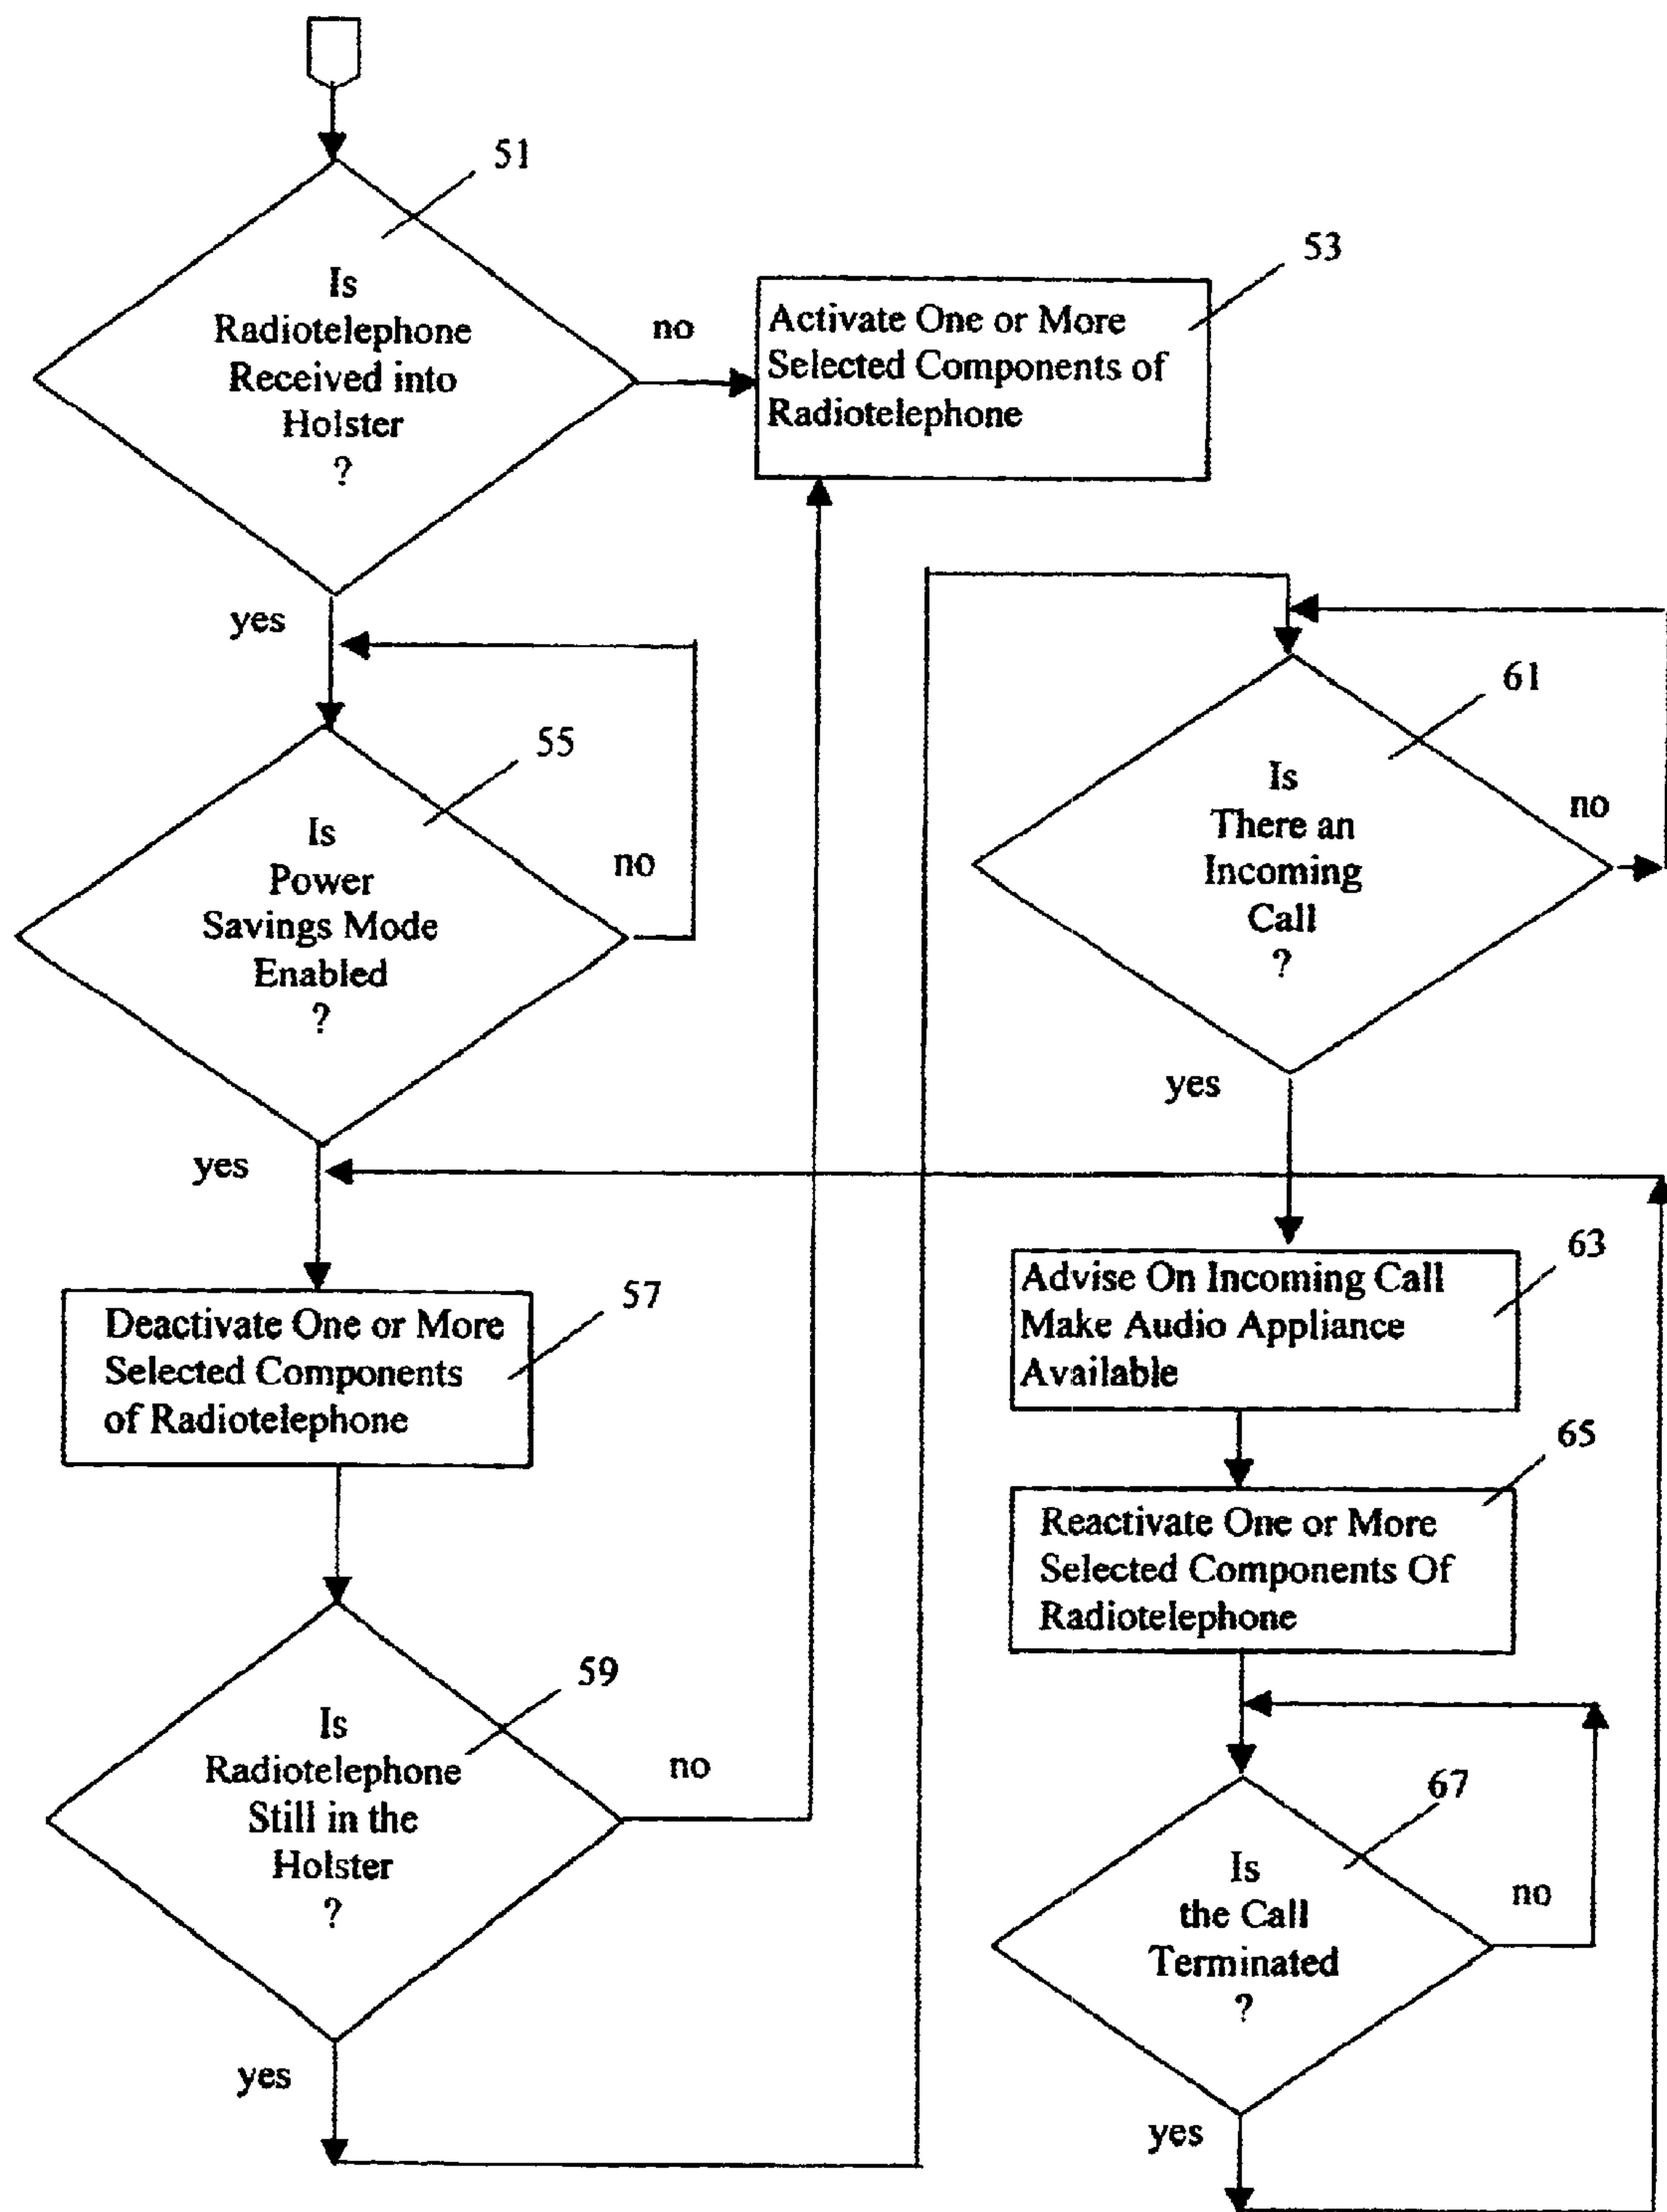 51
Is
Radiotelephone
Received into
Holster
?
no
yes
53
Activate One or More
Selected Components of
Radiotelephone
55
Is
Power
Savings Mode
Enabled
?
no
yes
57
Deactivate One or More
Selected Components
of Radiotelephone
59
Is
Radiotelephone
Still in the
Holster
?
no
yes
61
Is
There an
Incoming
Call
?
no
yes
63
Advise On Incoming Call
Make Audio Appliance
Available
65
Reactivate One or More
Selected Components Of
Radiotelephone
67
Is
the Call
Terminated
?
no
yes